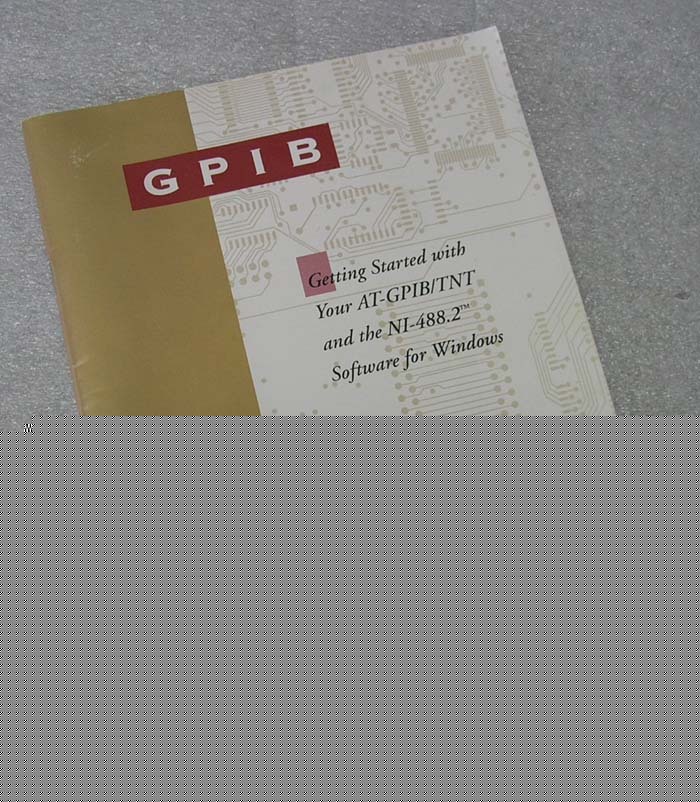 GPIB
Getting Started with
Your AT-GPIB/TNT
and the NI-488.2™
Software for Windows